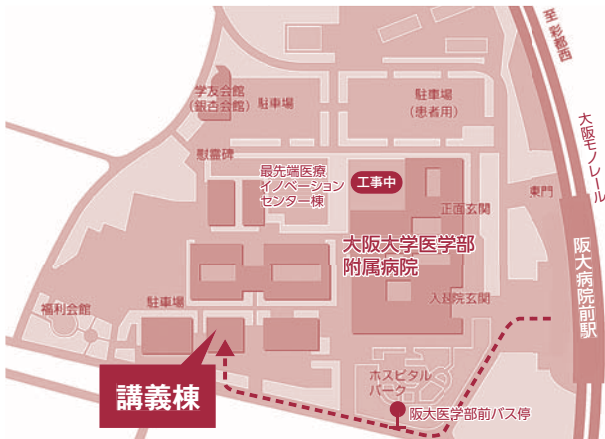 至 彩都西
大阪モノレール
学友会館
（銀杏会館）
駐車場
駐車場
（患者用）
慰霊碑
最先端医療
イノベーション
センター棟
工事中
東門
正面玄関
大阪大学医学部
附属病院
阪大病院前駅
入退院玄関
福利会館
駐車場
講義棟
ホスピタル
パーク
阪大医学部前バス停